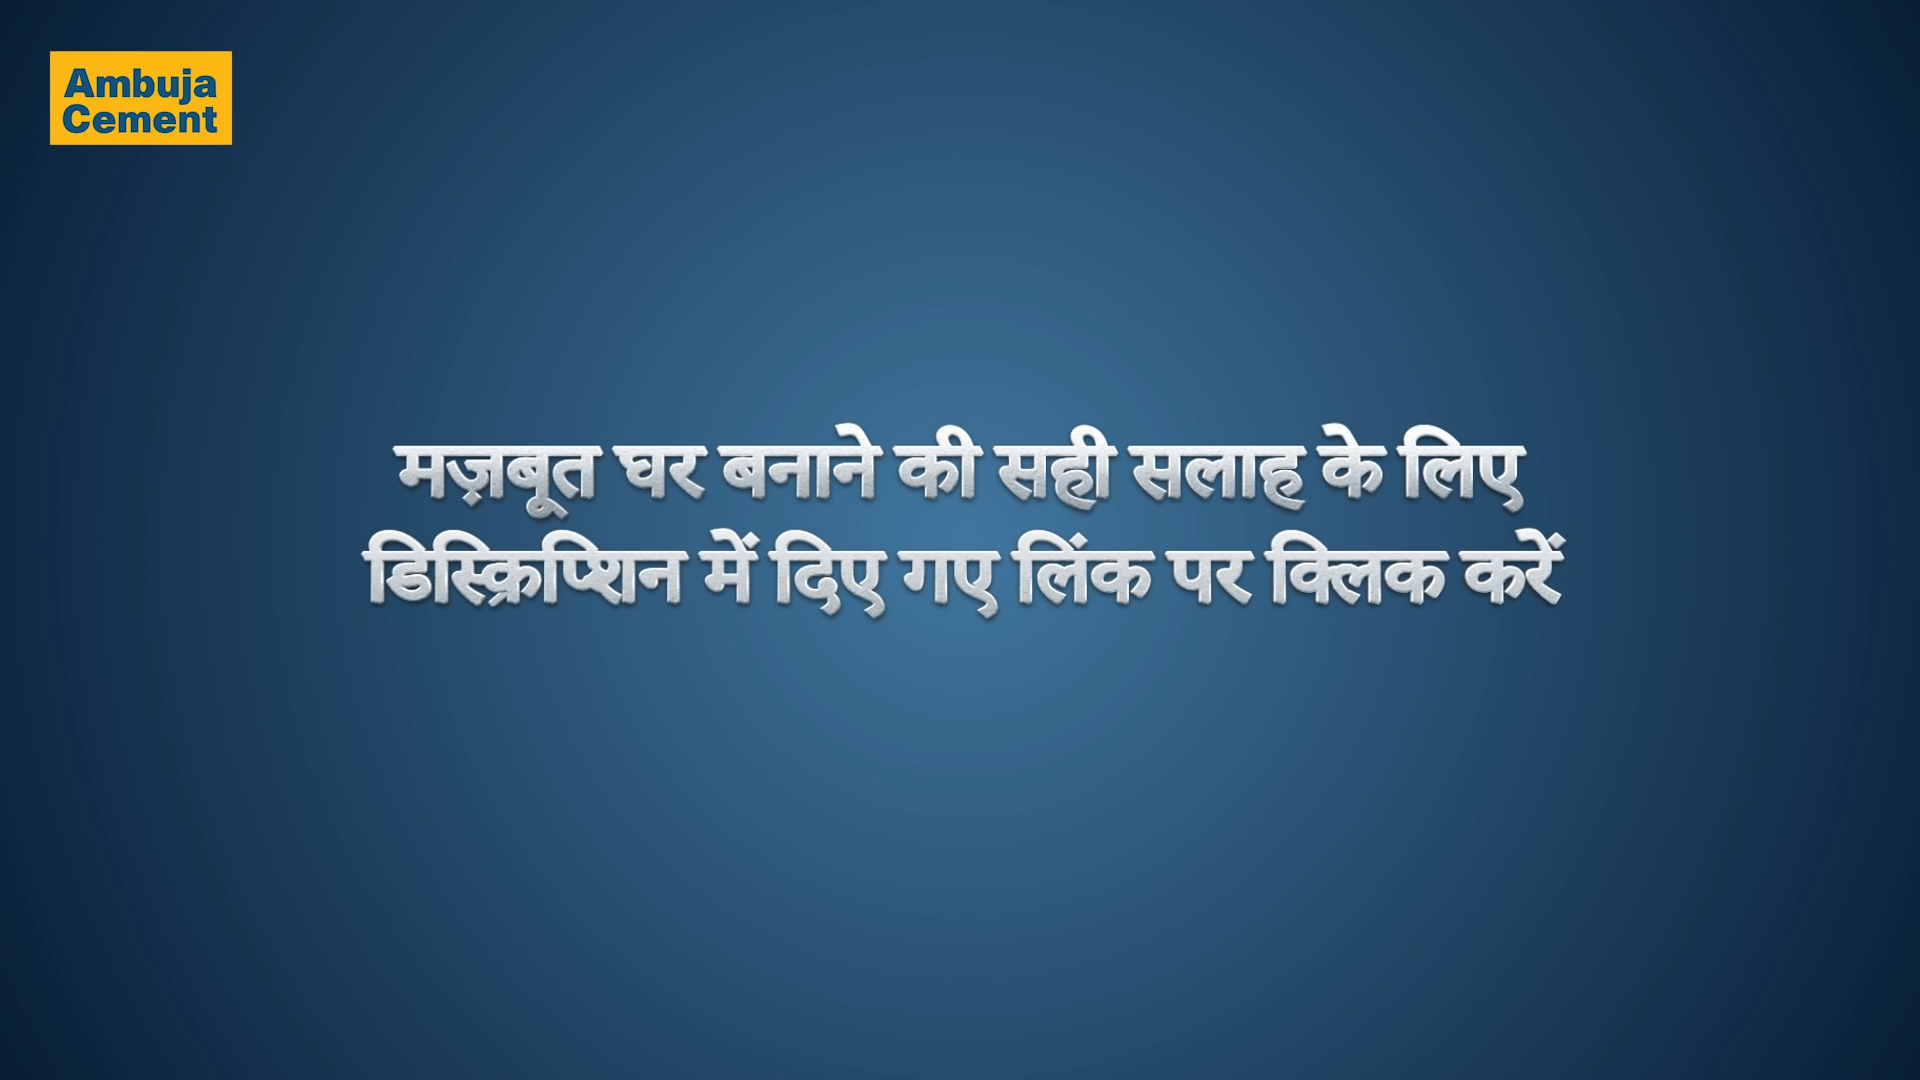 Ambuja
Cement
मज़बूत घर बनाने की सही सलाह के लिए
डिस्क्रिप्शिन में दिए गए लिंक पर क्लिक करें